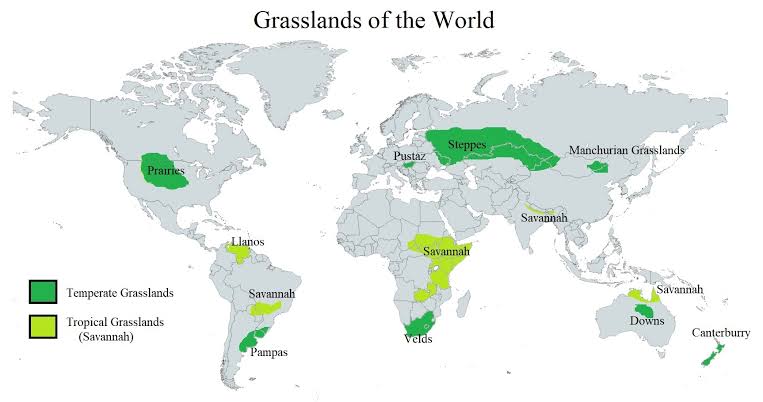 Grasslands of the World
Steppes
Pustaz
Manchurian Grasslands
Prairies
Savannah
Llanos
Savannah
Savannah
Savannah
Temperate Grasslands
Tropical Grasslands
(Savannah)
Downs
Canterburry
Velds
Pampas